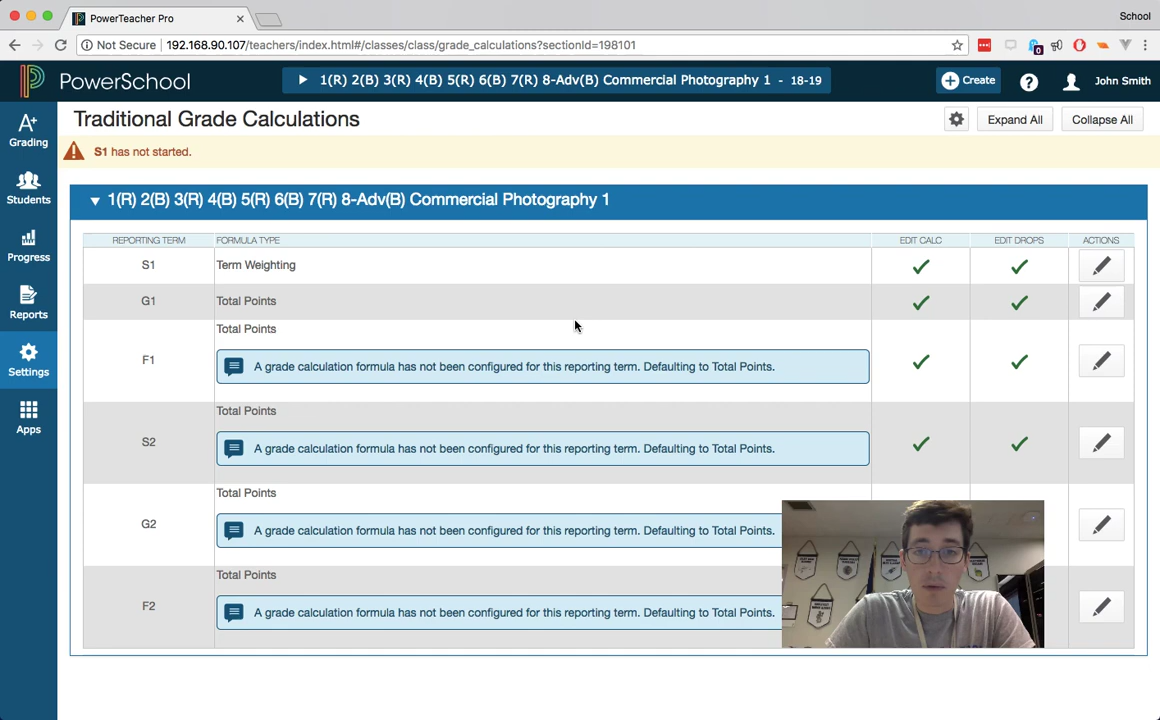 PowerTeacher Pro
School
Not Secure 192.168.90.107/teachers/index.html#/classes/class/grade_calculations?sectionId=198101
PowerSchool
1(R) 2(B) 3(R) 4(B) 5(R) 6(B) 7(R) 8-Adv(B) Commercial Photography 1 - 18-19
Create
John Smith
Traditional Grade Calculations
Expand All
Collapse All
S1 has not started.
A+
Grading
Students
Progress
Reports
Settings
Apps
1(R) 2(B) 3(R) 4(B) 5(R) 6(B) 7(R) 8-Adv(B) Commercial Photography 1
REPORTING TERM FORMULA TYPE EDIT CALC EDIT DROPS ACTIONS
S1 Term Weighting
G1 Total Points
Total Points
F1 A grade calculation formula has not been configured for this reporting term. Defaulting to Total Points.
Total Points
S2 A grade calculation formula has not been configured for this reporting term. Defaulting to Total Points.
Total Points
G2 A grade calculation formula has not been configured for this reporting term. Defaulting to Total Points.
Total Points
F2 A grade calculation formula has not been configured for this reporting term. Defaulting to Total Points.